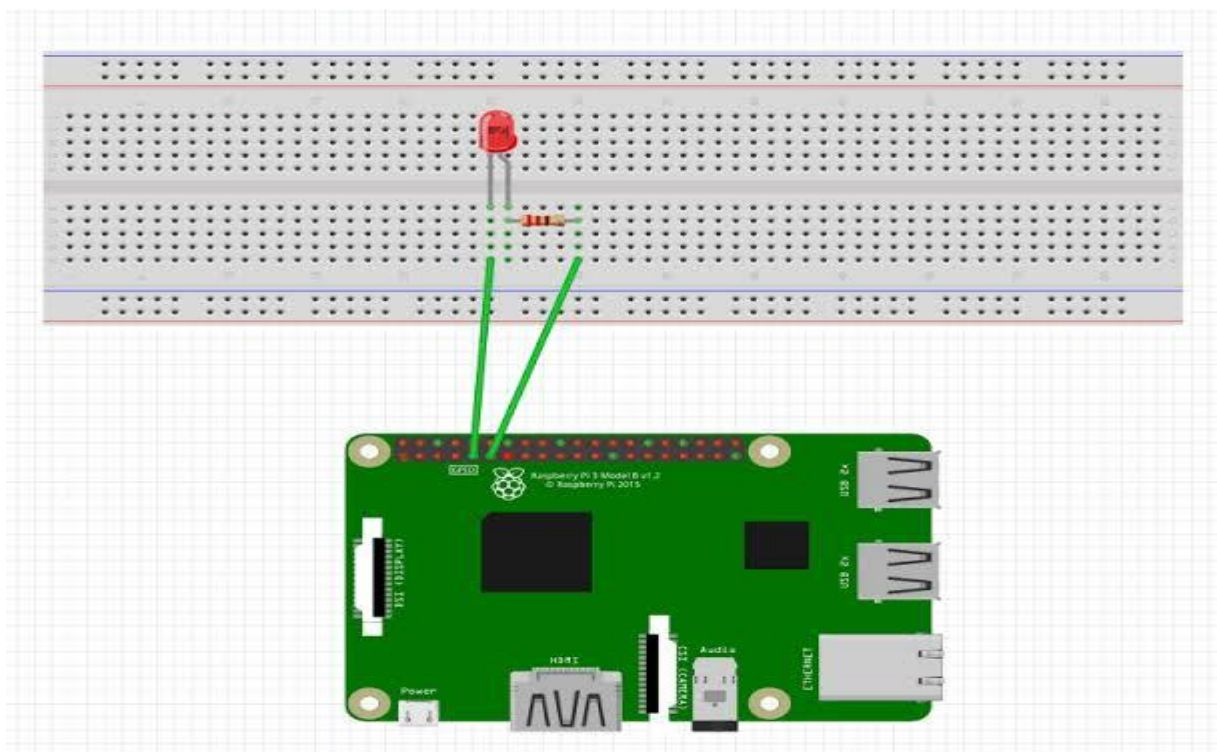 GPIO
Raspberry Pi 3 Model B v1.2
© Raspberry Pi 2015
USB 2x
DSI (DISPLAY)
USB 2x
HDMI
CSI (CAMERA)
Audio
ETHERNET
Power